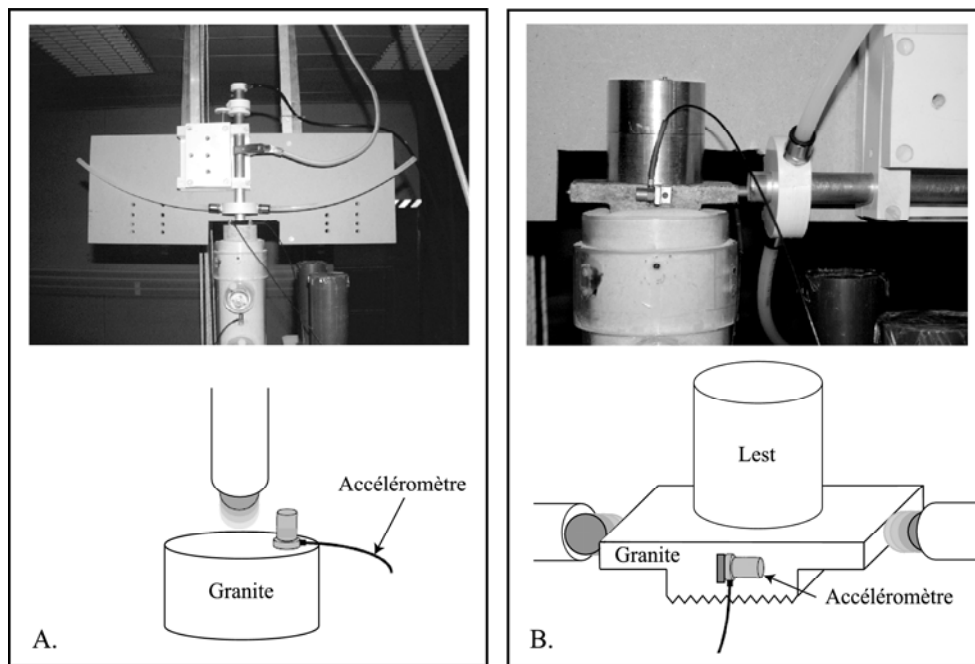 Accéléromètre
Granite
A.
Lest
Granite
Accéléromètre
B.